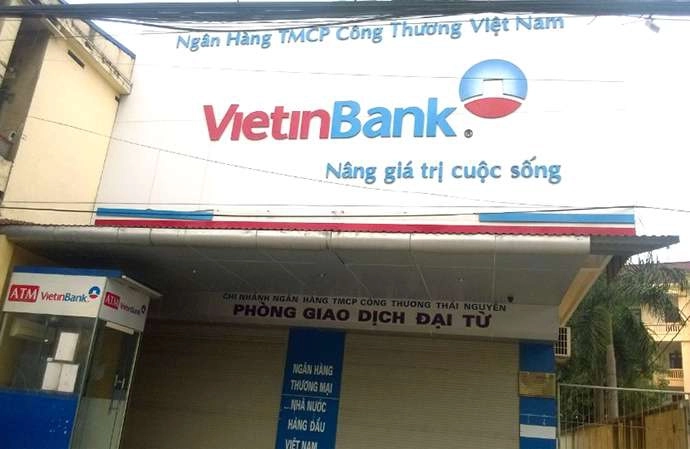 Ngân Hàng TMCP Công Thương Việt Nam
VietinBank
Nâng giá trị cuộc sống
CHI NHÁNH NGÂN HÀNG TMCP CÔNG THƯƠNG THÁI NGUYÊN
PHÒNG GIAO DỊCH ĐẠI TỪ
ATM VietinBank
ATM VietinBank
NGÂN HÀNG
THƯƠNG MẠI
NHÀ NƯỚC
HÀNG ĐẦU
VIỆT NAM